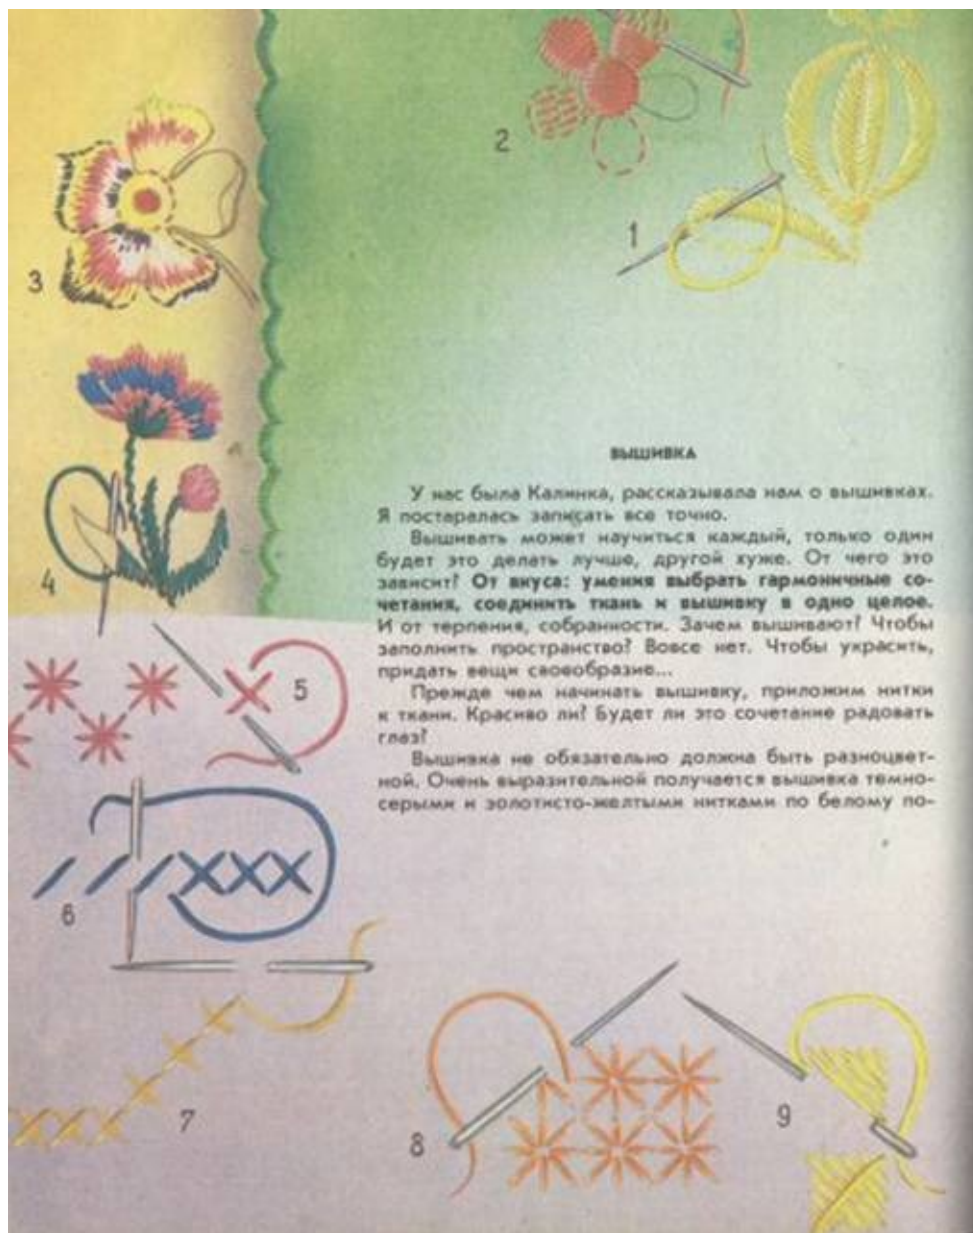 2
1
3
4
5
6
7
8
9
ВЫШИВКА
У нас была Калинка, рассказывала нам о вышивках.
Я постаралась записать все точно.
Вышивать может научиться каждый, только один
будет это делать лучше, другой хуже. От чего это
зависит? От вкуса: умения выбрать гармоничные со-
четания, соединить ткань и вышивку в одно целое.
И от терпения, собранности. Зачем вышивают? Чтобы
заполнить пространство? Вовсе нет. Чтобы украсить,
придать вещи своеобразие...
Прежде чем начинать вышивку, приложим нитки
к ткани. Красиво ли? Будет ли это сочетание радовать
глаз?
Вышивка не обязательно должна быть разноцвет-
ной. Очень выразительной получается вышивка темно-
серыми и золотисто-желтыми нитками по белому по-